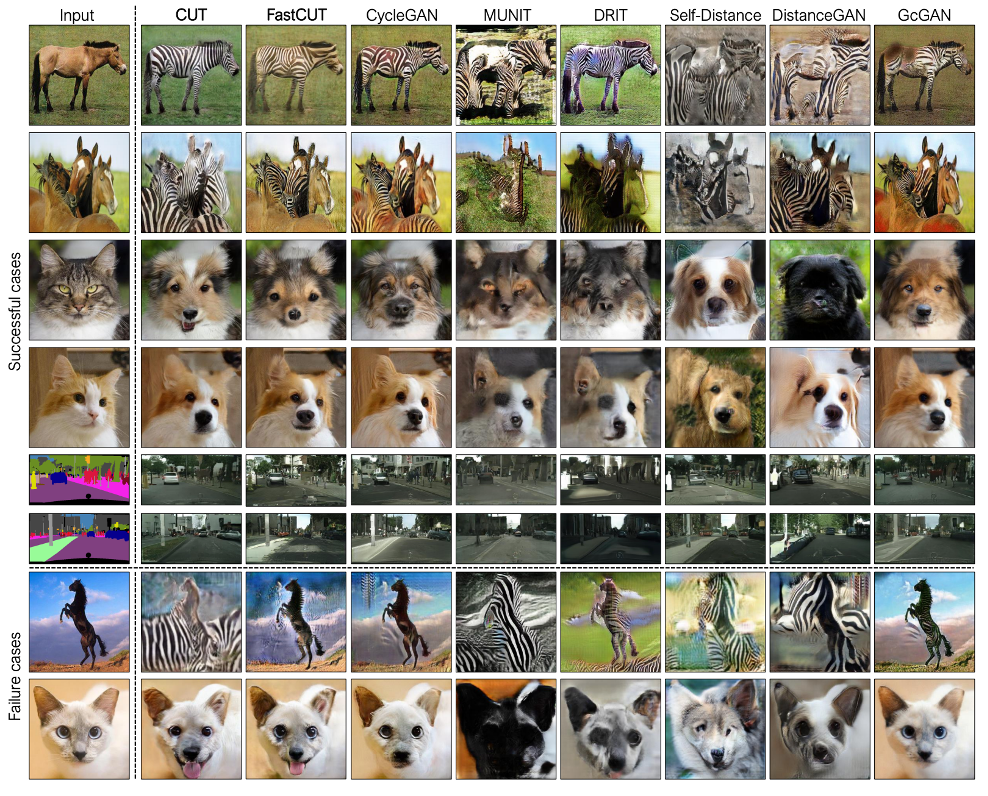 Input CUT FastCUT CycleGAN MUNIT DRIT Self-Distance DistanceGAN GcGAN
Successful cases
Failure cases